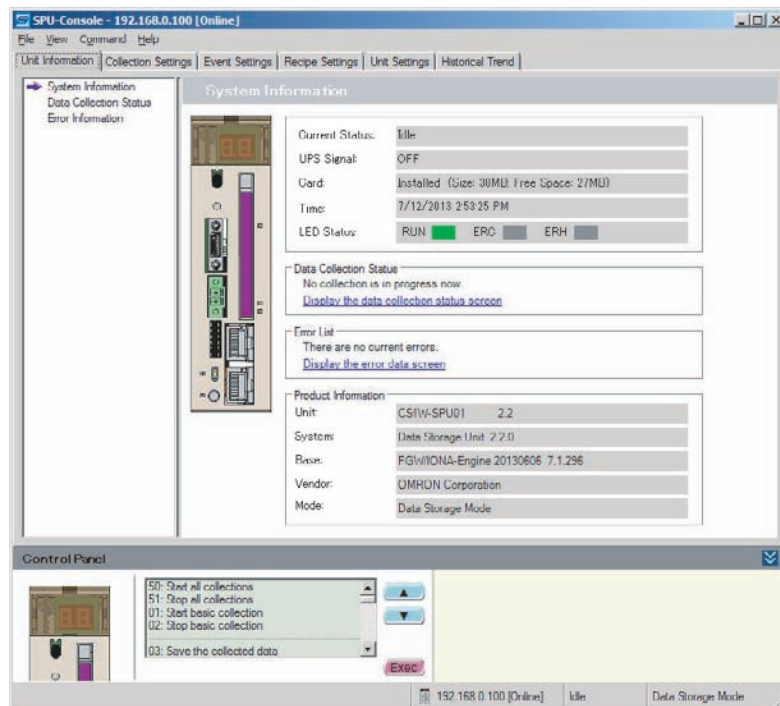 SPU-Console - 192.168.0.100 [Online]
File View Command Help
Unit Information Collection Settings Event Settings Recipe Settings Unit Settings Historical Trend
System Information
Data Collection Status
Error Information
System Information
Current Status: Idle
UPS Signal: OFF
Card: Installed (Size: 30MB, Free Space: 27MB)
Time: 7/12/2013 2:53:25 PM
LED Status: RUN ERC ERH
Data Collection Status
No collection is in progress now.
Display the data collection status screen
Error List
There are no current errors.
Display the error data screen
Product Information
Unit: CS1W-SPU01 2.2
System: Data Storage Unit 2.2.0
Base: FGW/IONA-Engine 20130606 7.1.296
Vendor: OMRON Corporation
Mode: Data Storage Mode
Control Panel
50: Start all collections
51: Stop all collections
01: Start basic collection
02: Stop basic collection
03: Save the collected data
Exec
192.168.0.100 [Online] Idle Data Storage Mode